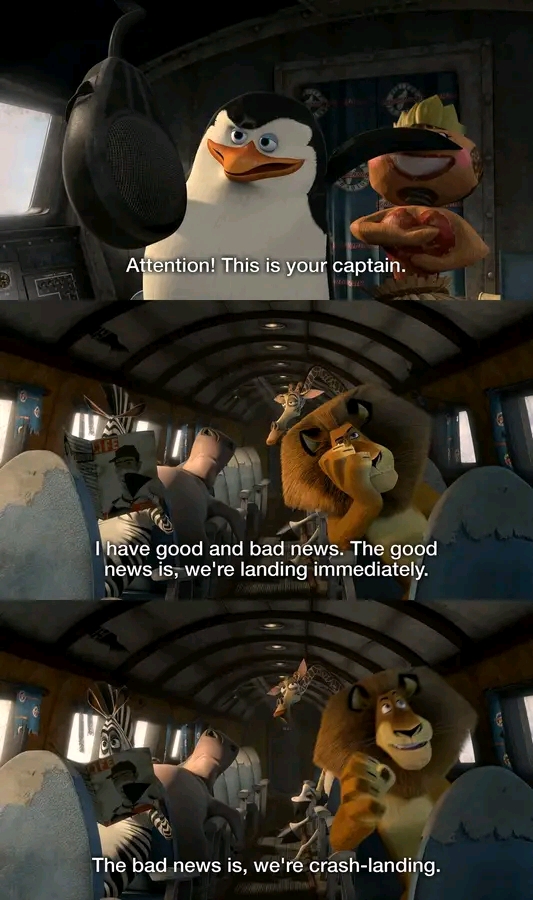 Attention! This is your captain.
LIFE
I have good and bad news. The good
news is, we're landing immediately.
The bad news is, we're crash-landing.